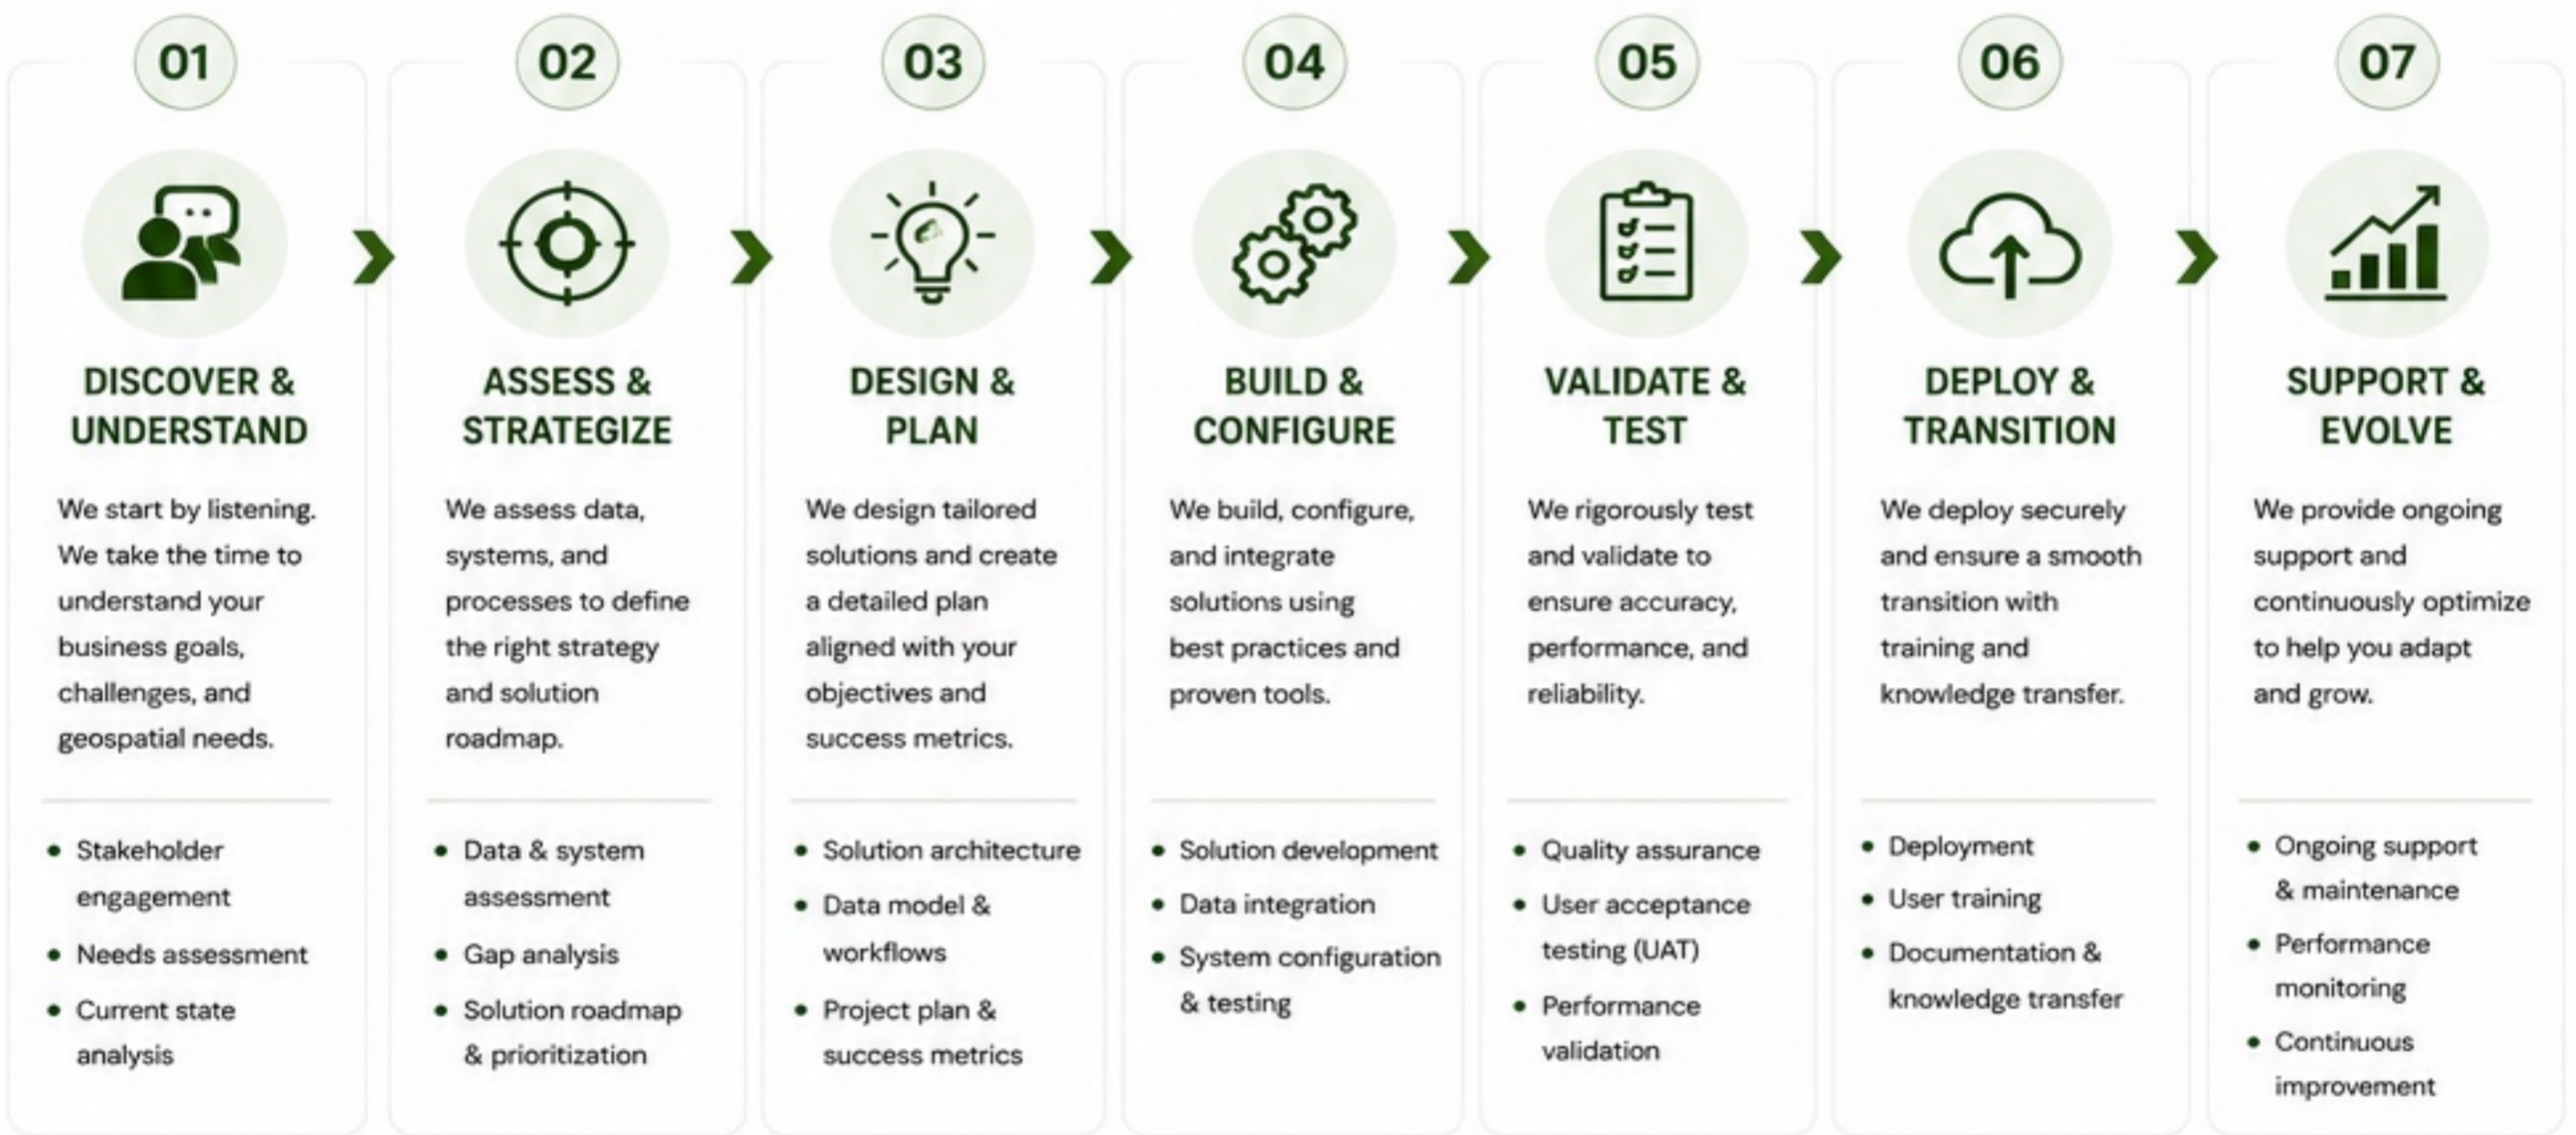 01
DISCOVER &
UNDERSTAND
We start by listening.
We take the time to
understand your
business goals,
challenges, and
geospatial needs.
• Stakeholder
engagement
• Needs assessment
• Current state
analysis
02
ASSESS &
STRATEGIZE
We assess data,
systems, and
processes to define
the right strategy
and solution
roadmap.
• Data & system
assessment
• Gap analysis
• Solution roadmap
& prioritization
03
DESIGN &
PLAN
We design tailored
solutions and create
a detailed plan
aligned with your
objectives and
success metrics.
• Solution architecture
• Data model &
workflows
• Project plan &
success metrics
04
BUILD &
CONFIGURE
We build, configure,
and integrate
solutions using
best practices and
proven tools.
• Solution development
• Data integration
• System configuration
& testing
05
VALIDATE &
TEST
We rigorously test
and validate to
ensure accuracy,
performance, and
reliability.
• Quality assurance
• User acceptance
testing (UAT)
• Performance
validation
06
DEPLOY &
TRANSITION
We deploy securely
and ensure a smooth
transition with
training and
knowledge transfer.
• Deployment
• User training
• Documentation &
knowledge transfer
07
SUPPORT &
EVOLVE
We provide ongoing
support and
continuously optimize
to help you adapt
and grow.
• Ongoing support
& maintenance
• Performance
monitoring
• Continuous
improvement